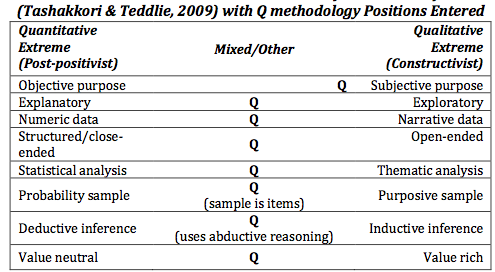 (Tashakkori & Teddlie, 2009) with Q methodology Positions Entered
Quantitative Extreme (Post-positivist) Mixed/Other Qualitative Extreme (Constructivist)
Objective purpose Q Subjective purpose
Explanatory Q Exploratory
Numeric data Q Narrative data
Structured/close-ended Q Open-ended
Statistical analysis Q Thematic analysis
Probability sample Q (sample is items) Purposive sample
Deductive inference Q (uses abductive reasoning) Inductive inference
Value neutral Q Value rich